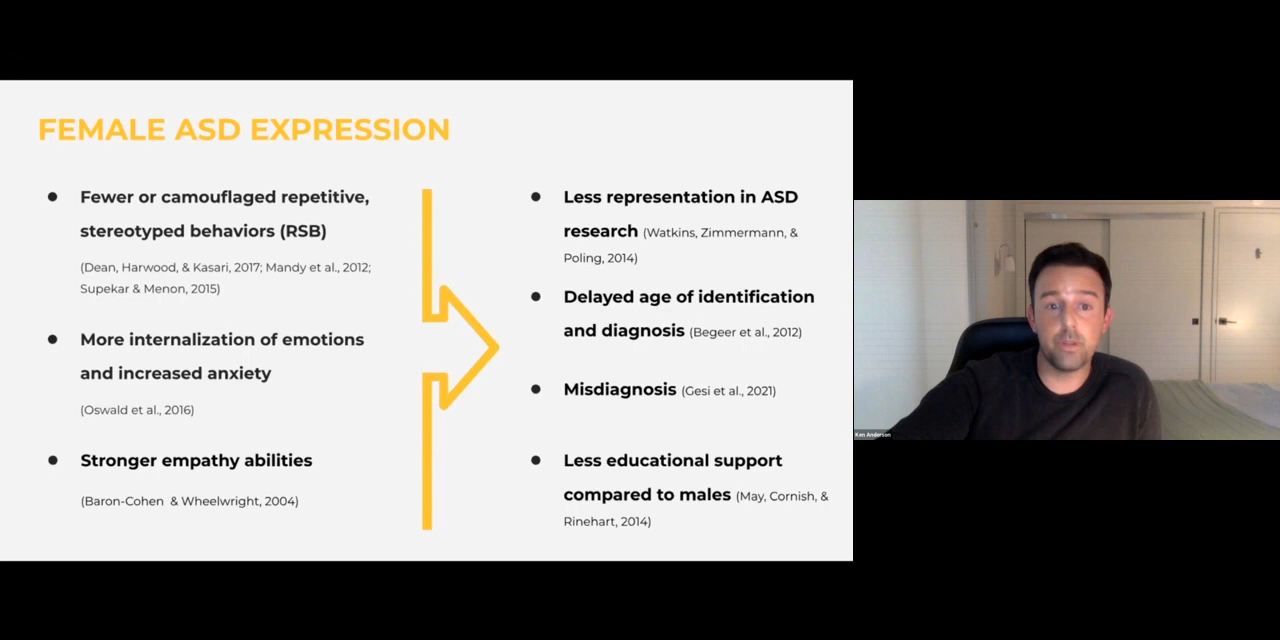 FEMALE ASD EXPRESSION
Fewer or camouflaged repetitive,
stereotyped behaviors (RSB)
(Dean, Harwood, & Kasari, 2017; Mandy et al., 2012;
Supekar & Menon, 2015)
More internalization of emotions
and increased anxiety
(Oswald et al., 2016)
Stronger empathy abilities
(Baron-Cohen & Wheelwright, 2004)
Less representation in ASD
research (Watkins, Zimmermann, &
Poling, 2014)
Delayed age of identification
and diagnosis (Begeer et al., 2012)
Misdiagnosis (Gesi et al., 2021)
Less educational support
compared to males (May, Cornish, &
Rinehart, 2014)
Ken Anderson